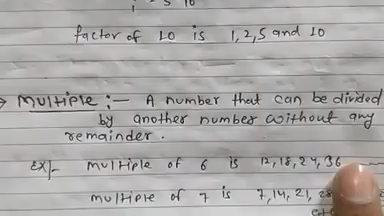 factor of 10 is 1,2,5 and 10
Multiple :- A number that can be divided
by another number without any
remainder.
Ex)- multiple of 6 is 12,18,24,36
multiple of 7 is 7,14,21,28